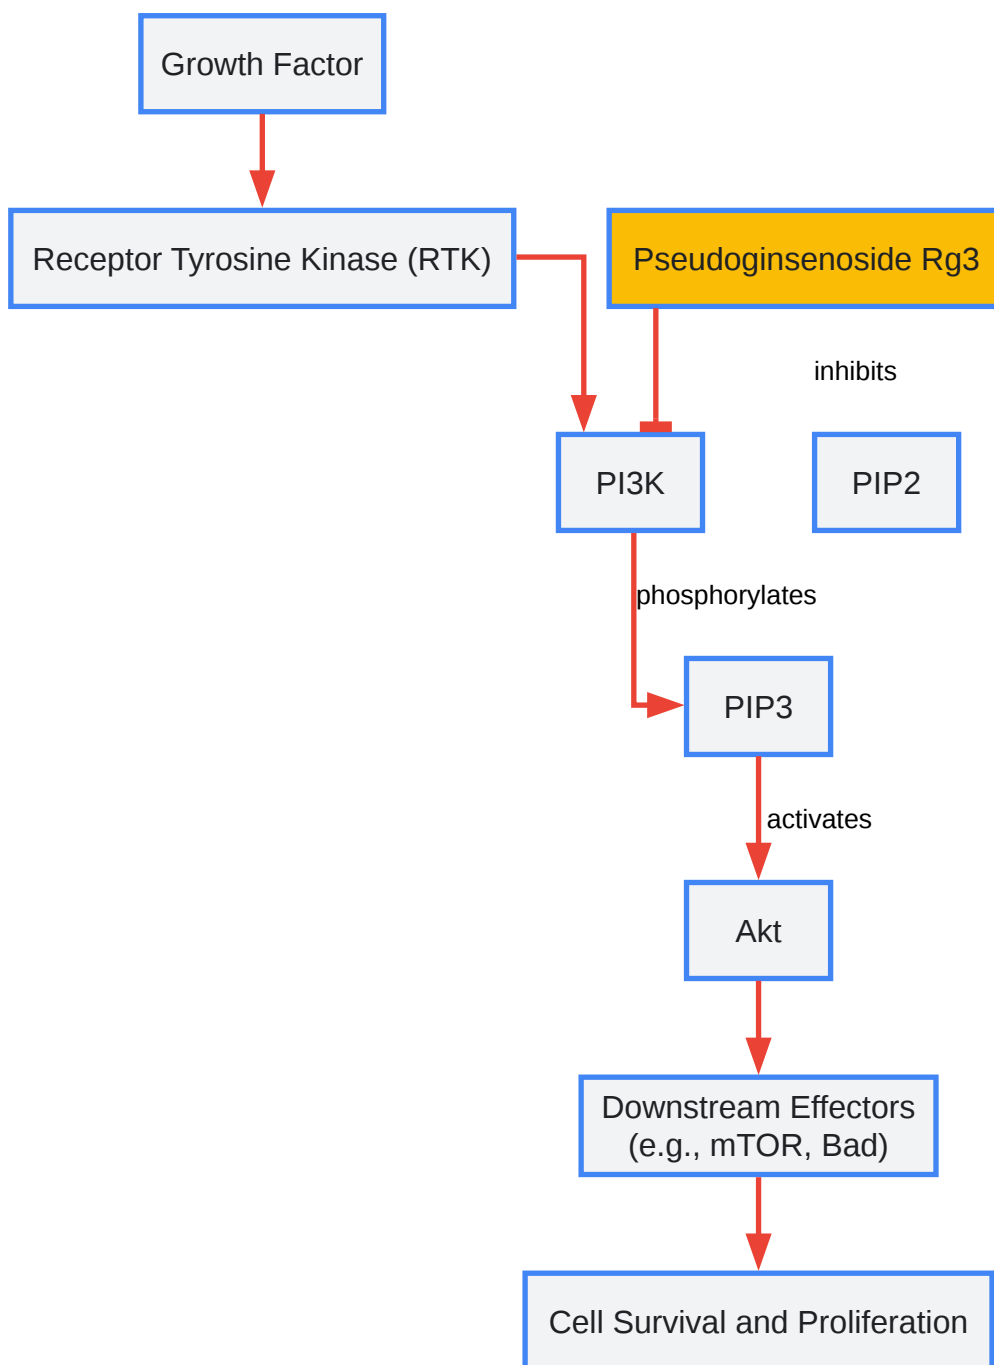 Growth Factor
Receptor Tyrosine Kinase (RTK)
Pseudoginsenoside Rg3
inhibits
PI3K
PIP2
phosphorylates
PIP3
activates
Akt
Downstream Effectors
(e.g., mTOR, Bad)
Cell Survival and Proliferation